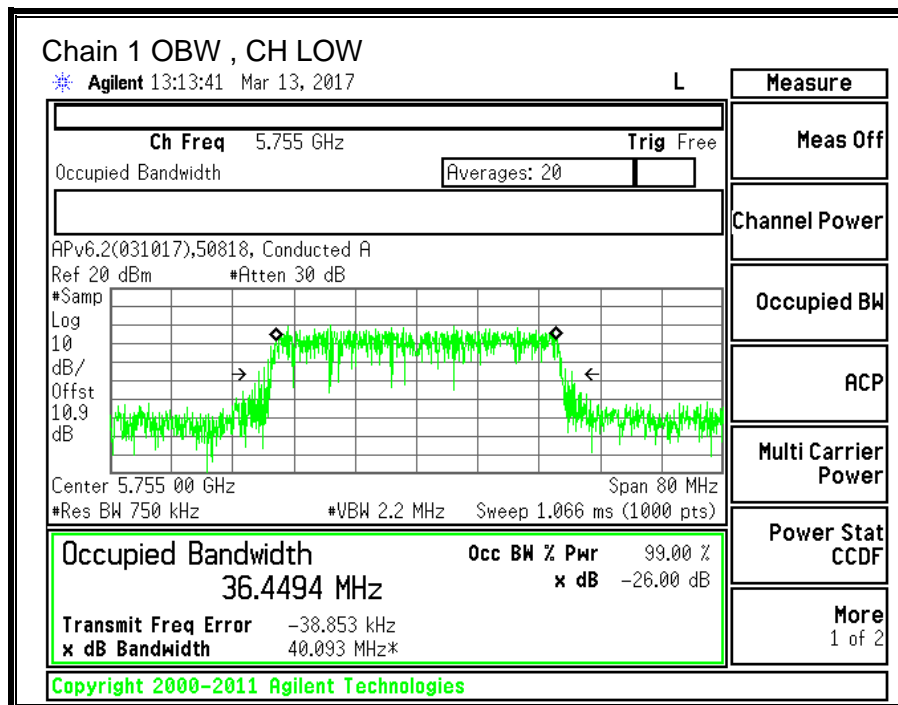 Chain 1 OBW , CH LOW
Agilent 13:13:41 Mar 13, 2017 L
Measure
Ch Freq 5.755 GHz Trig Free
Occupied Bandwidth Averages: 20
APv6.2(031017),50818, Conducted A
Ref 20 dBm #Atten 30 dB
#Samp
Log
10
dB/
Offst
10.9
dB
Center 5.755 00 GHz Span 80 MHz
#Res BW 750 kHz #VBW 2.2 MHz Sweep 1.066 ms (1000 pts)
Occupied Bandwidth Occ BW % Pwr 99.00 %
36.4494 MHz x dB -26.00 dB
Transmit Freq Error -38.853 kHz
x dB Bandwidth 40.093 MHz*
Meas Off
Channel Power
Occupied BW
ACP
Multi Carrier
Power
Power Stat
CCDF
More
1 of 2
Copyright 2000-2011 Agilent Technologies